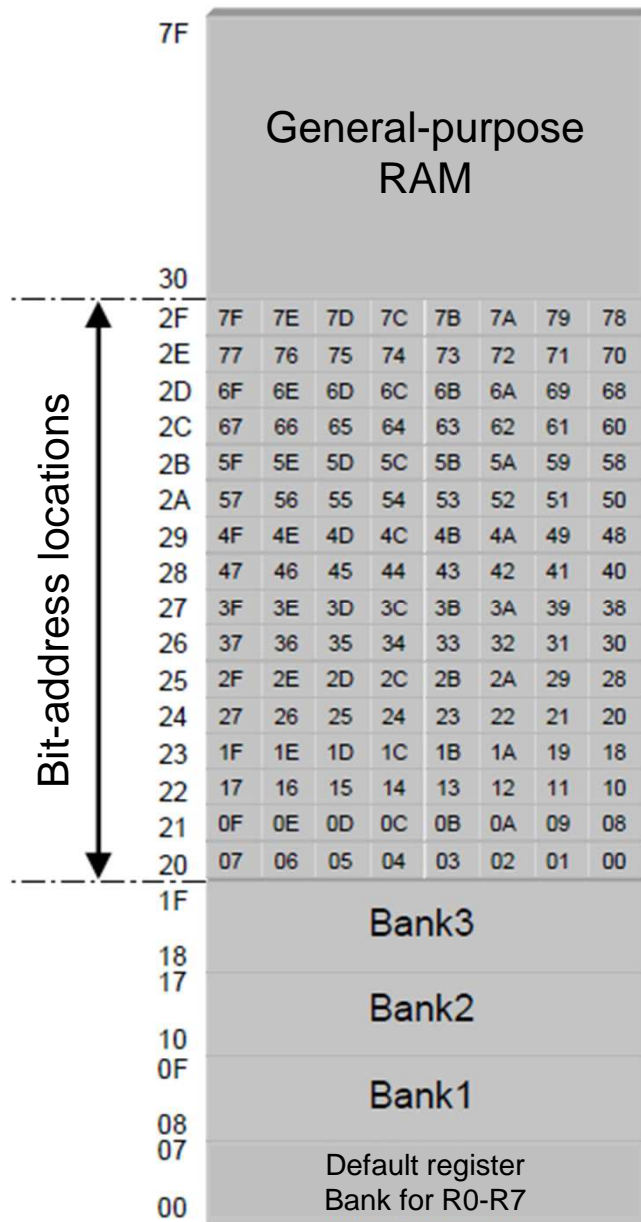 7F
General-purpose
RAM
30
Bit-address locations
2F 7F 7E 7D 7C 7B 7A 79 78
2E 77 76 75 74 73 72 71 70
2D 6F 6E 6D 6C 6B 6A 69 68
2C 67 66 65 64 63 62 61 60
2B 5F 5E 5D 5C 5B 5A 59 58
2A 57 56 55 54 53 52 51 50
29 4F 4E 4D 4C 4B 4A 49 48
28 47 46 45 44 43 42 41 40
27 3F 3E 3D 3C 3B 3A 39 38
26 37 36 35 34 33 32 31 30
25 2F 2E 2D 2C 2B 2A 29 28
24 27 26 25 24 23 22 21 20
23 1F 1E 1D 1C 1B 1A 19 18
22 17 16 15 14 13 12 11 10
21 0F 0E 0D 0C 0B 0A 09 08
20 07 06 05 04 03 02 01 00
1F
Bank3
18
17
Bank2
10
0F
Bank1
08
07
Default register
Bank for R0-R7
00